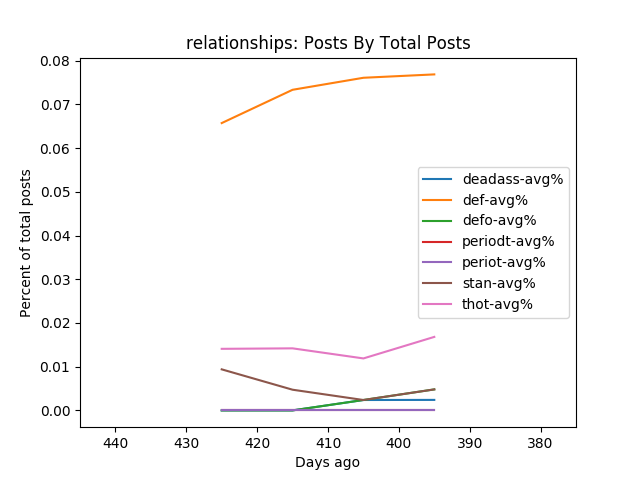 relationships: Posts By Total Posts
Percent of total posts
0.08
0.07
0.06
0.05
0.04
0.03
0.02
0.01
0.00
deadass-avg%
def-avg%
defo-avg%
periodt-avg%
periot-avg%
stan-avg%
thot-avg%
440 430 420 410 400 390 380
Days ago